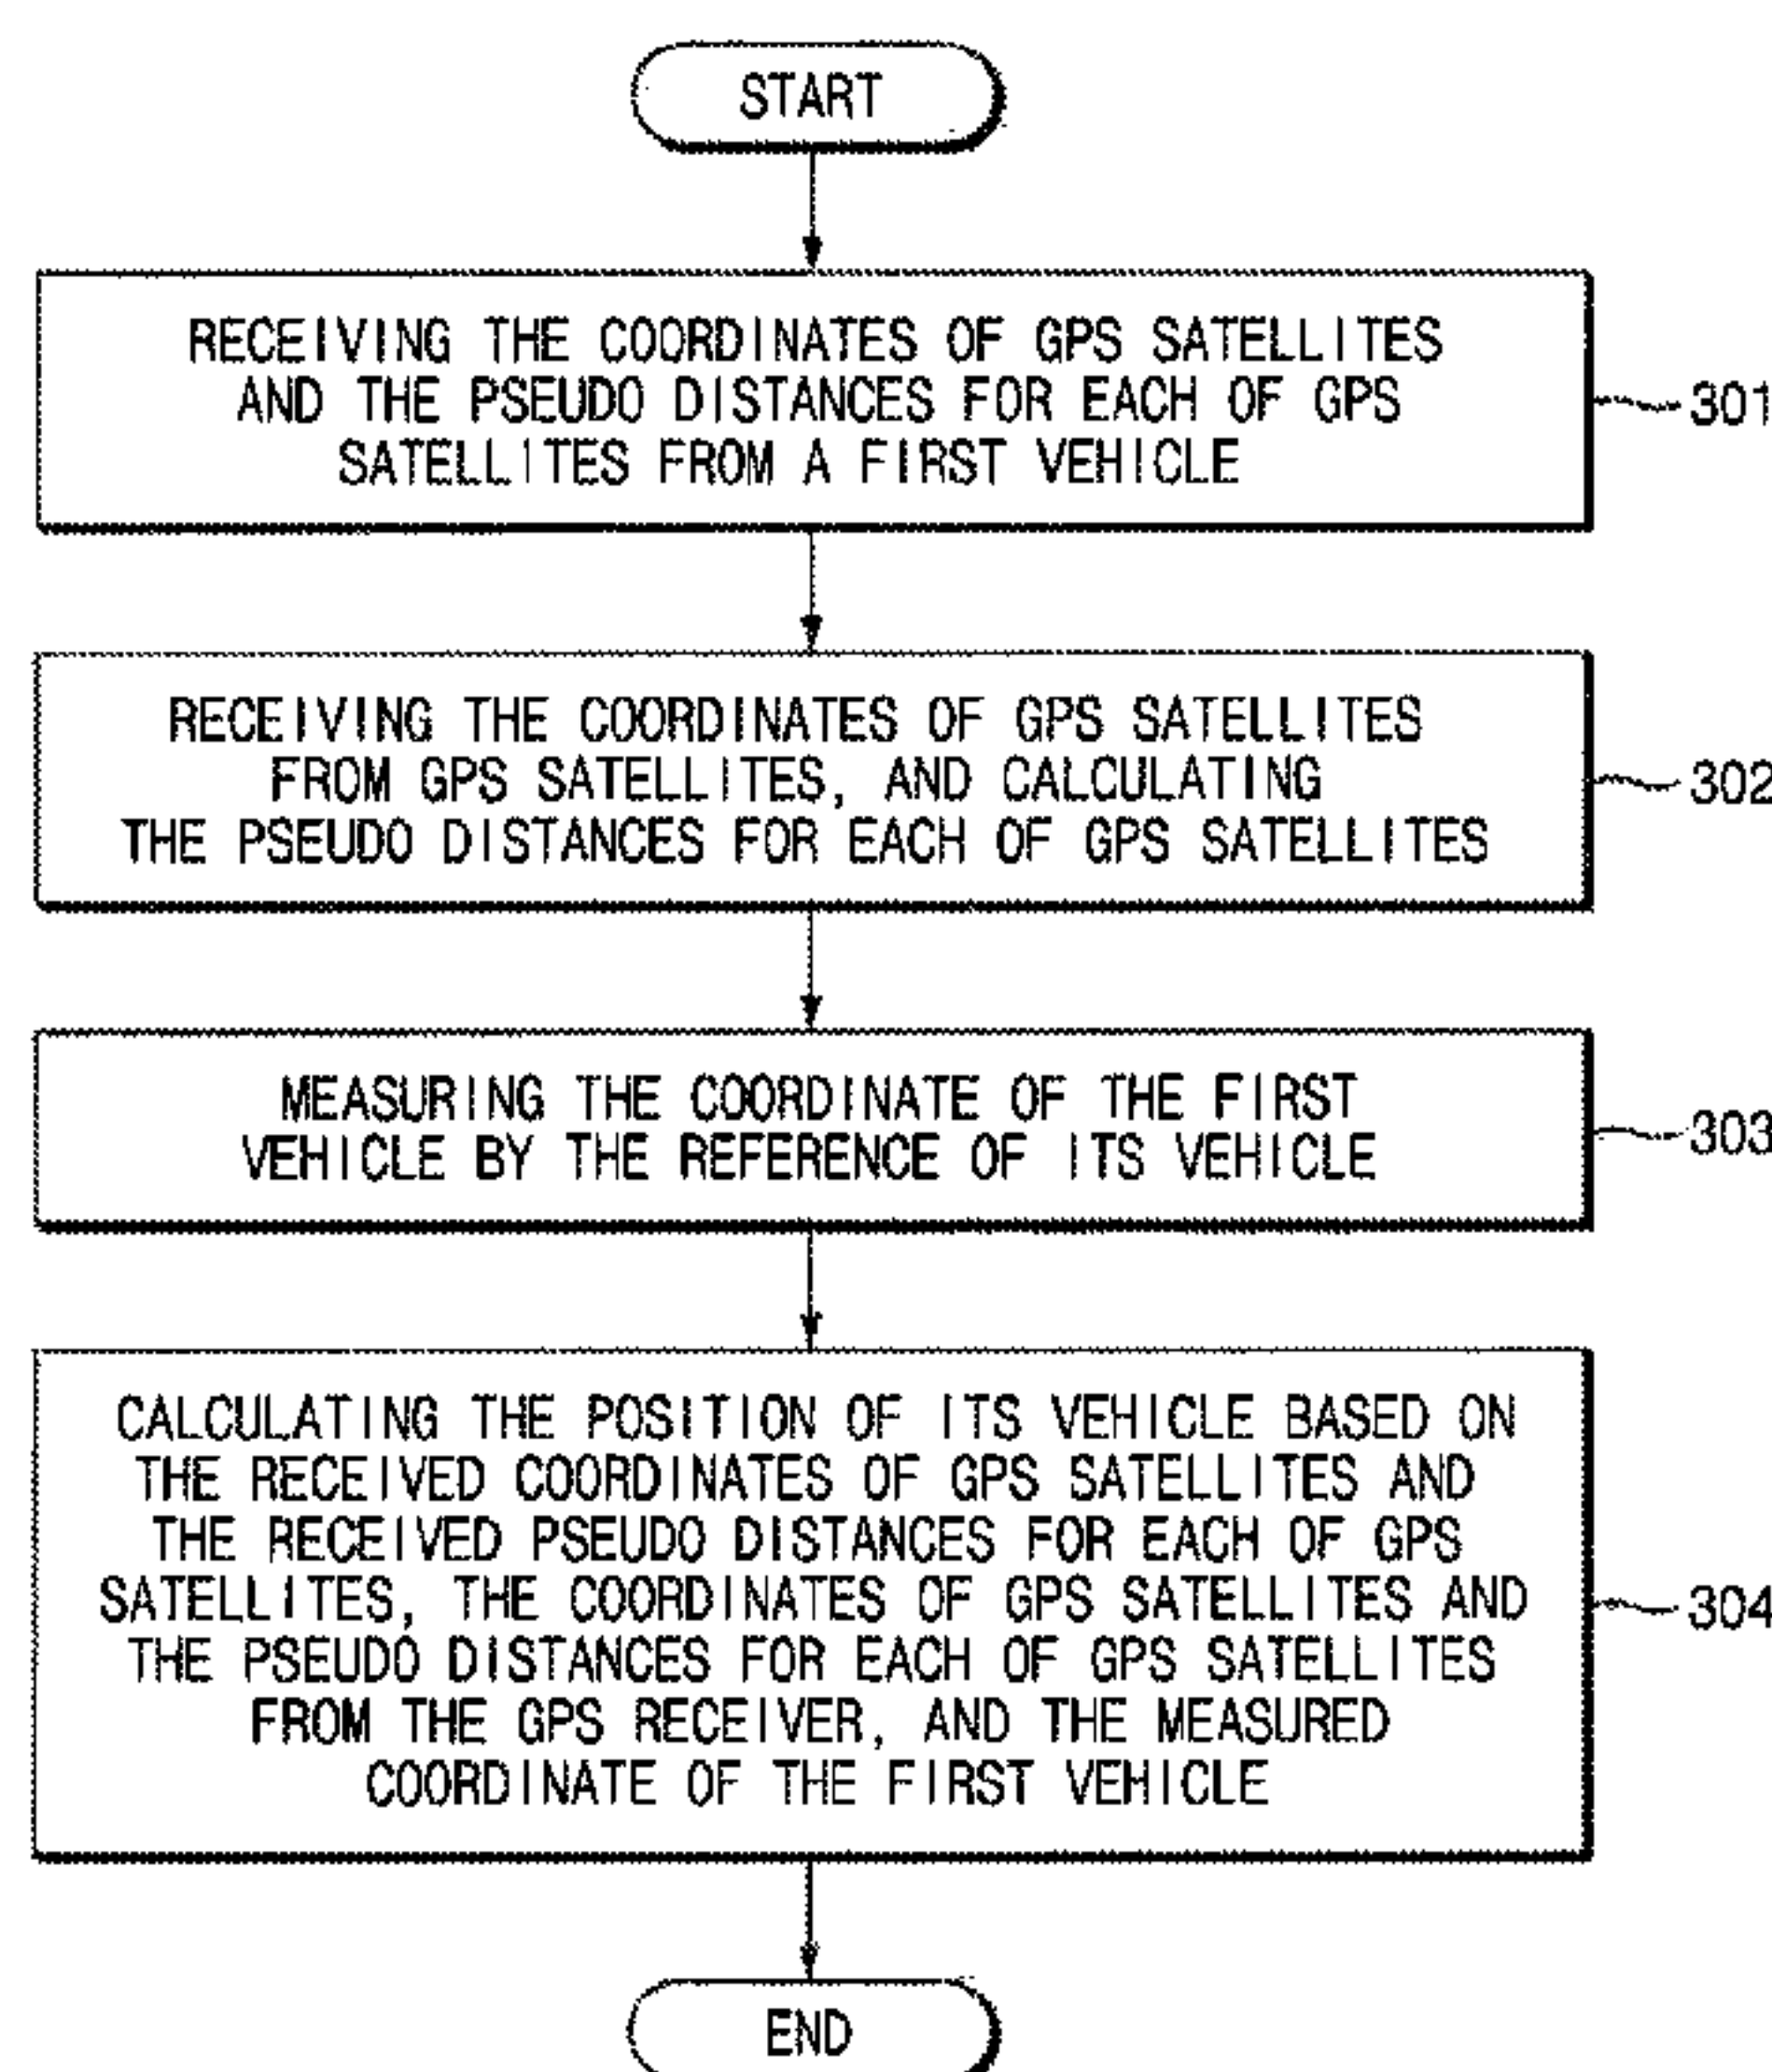 START
RECEIVING THE COORDINATES OF GPS SATELLITES
AND THE PSEUDO DISTANCES FOR EACH OF GPS
SATELLITES FROM A FIRST VEHICLE
301
RECEIVING THE COORDINATES OF GPS SATELLITES
FROM GPS SATELLITES, AND CALCULATING
THE PSEUDO DISTANCES FOR EACH OF GPS SATELLITES
302
MEASURING THE COORDINATE OF THE FIRST
VEHICLE BY THE REFERENCE OF ITS VEHICLE
303
CALCULATING THE POSITION OF ITS VEHICLE BASED ON
THE RECEIVED COORDINATES OF GPS SATELLITES AND
THE RECEIVED PSEUDO DISTANCES FOR EACH OF GPS
SATELLITES, THE COORDINATES OF GPS SATELLITES AND
THE PSEUDO DISTANCES FOR EACH OF GPS SATELLITES
FROM THE GPS RECEIVER, AND THE MEASURED
COORDINATE OF THE FIRST VEHICLE
304
END